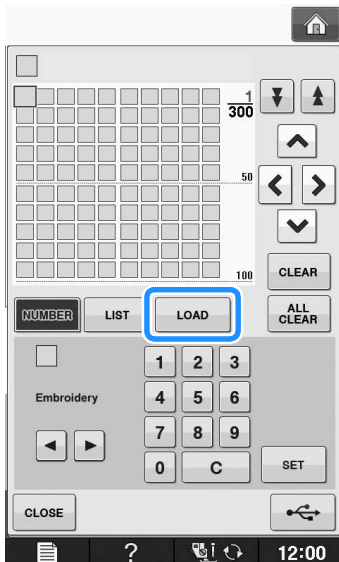 1
300
50
100
CLEAR
NUMBER LIST LOAD ALL CLEAR
1 2 3
Embroidery 4 5 6
7 8 9
0 C SET
CLOSE
? 12:00